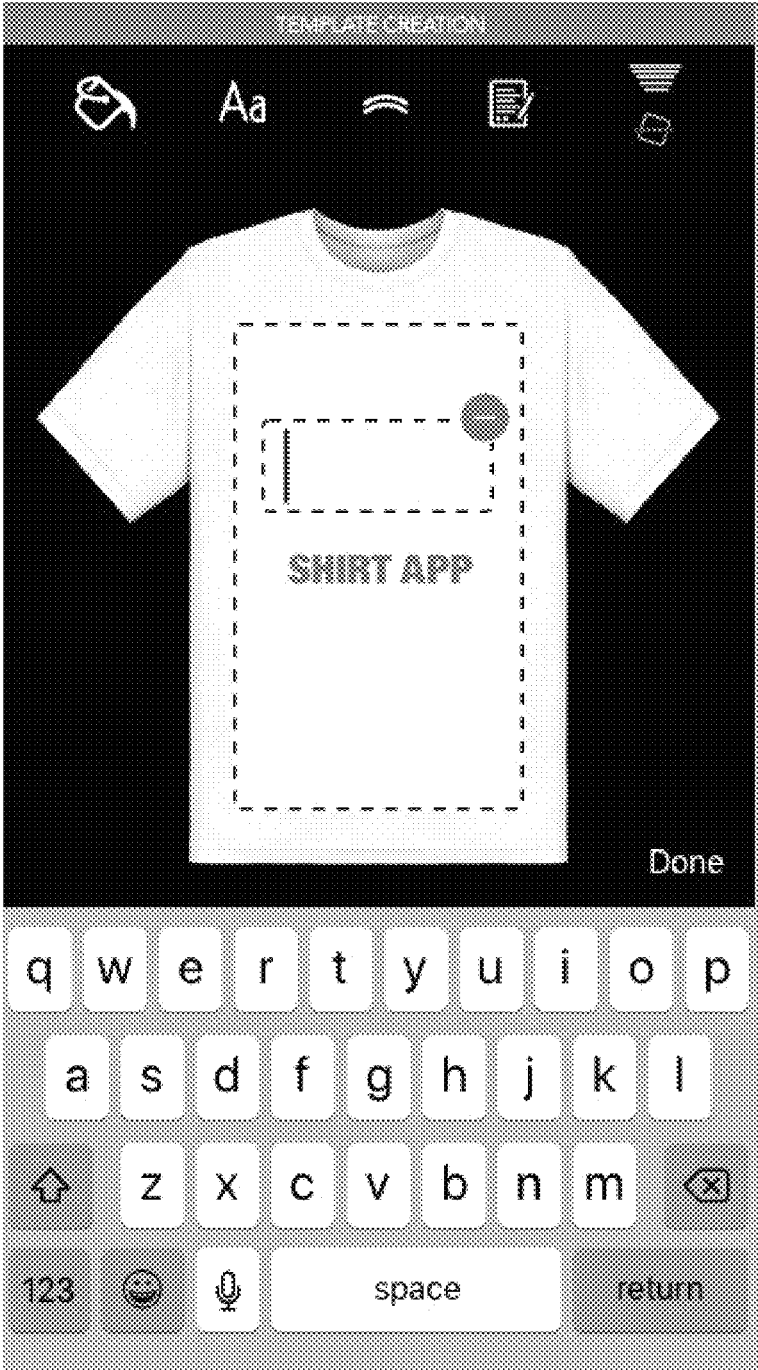 TEMPLATE CREATION
Aa
SHIRT APP
Done
q w e r t y u i o p
a s d f g h j k l
z x c v b n m
123 space return